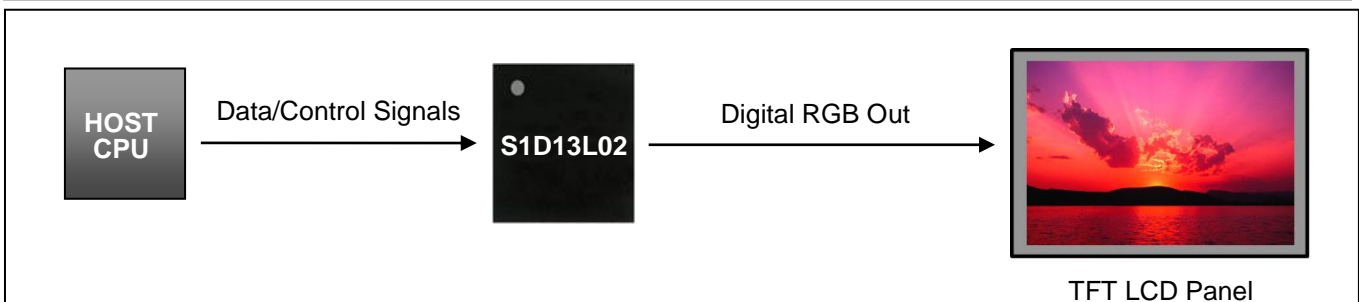 HOST
CPU
Data/Control Signals
S1D13L02
Digital RGB Out
TFT LCD Panel